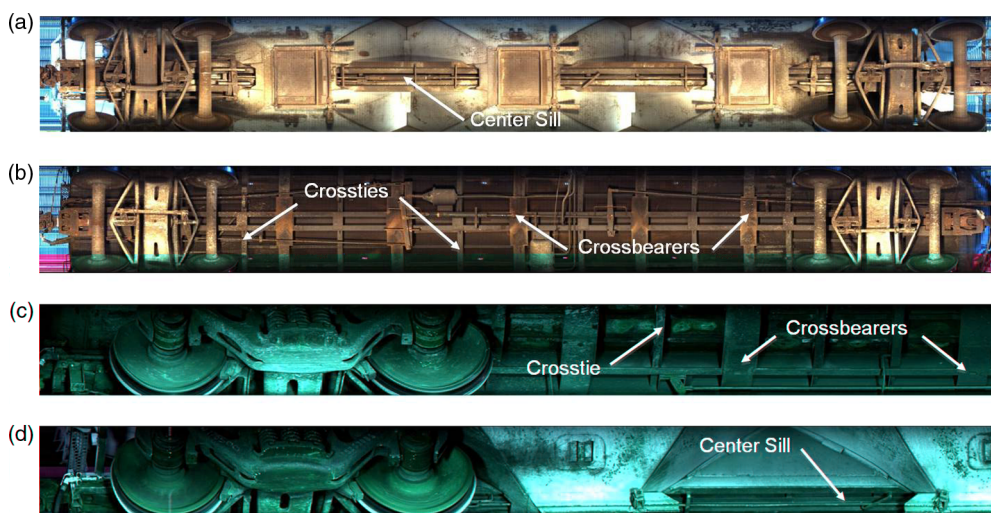 (a)
Center Sill
(b)
Crossties
Crossbearers
(c)
Crosstie
Crossbearers
(d)
Center Sill